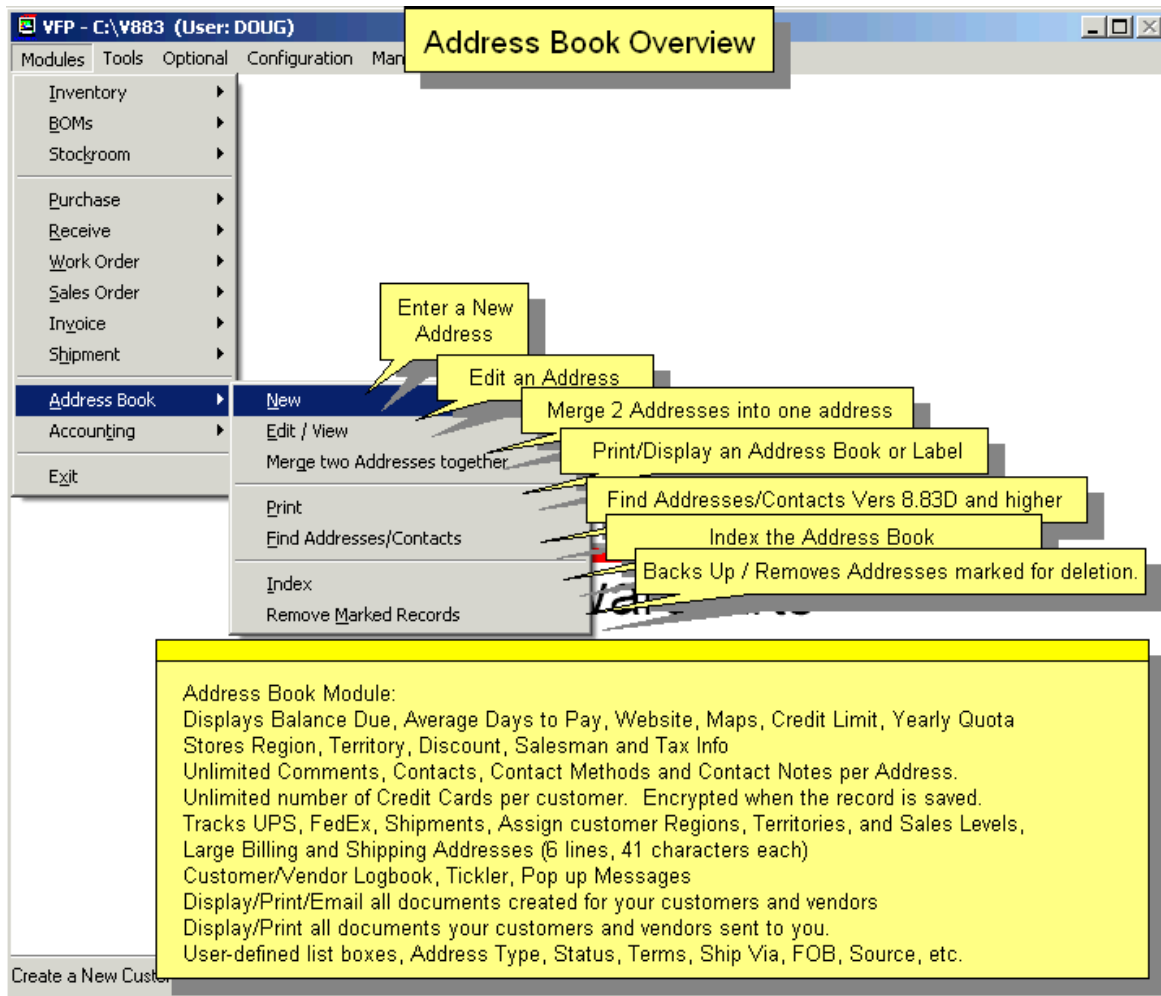 VFP - C:\V883 (User: DOUG)
Address Book Overview
Modules Tools Optional Configuration Man
Inventory
BOMs
Stockroom
Purchase
Receive
Work Order
Sales Order
Invoice
Shipment
Address Book
Accounting
Exit
Enter a New
Address
Edit an Address
Merge 2 Addresses into one address
Print/Display an Address Book or Label
Find Addresses/Contacts Vers 8.83D and higher
Index the Address Book
Backs Up / Removes Addresses marked for deletion.
New
Edit / View
Merge two Addresses together
Print
Find Addresses/Contacts
Index
Remove Marked Records
Address Book Module:
Displays Balance Due, Average Days to Pay, Website, Maps, Credit Limit, Yearly Quota
Stores Region, Territory, Discount, Salesman and Tax Info
Unlimited Comments, Contacts, Contact Methods and Contact Notes per Address.
Unlimited number of Credit Cards per customer.  Encrypted when the record is saved.
Tracks UPS, FedEx, Shipments, Assign customer Regions, Territories, and Sales Levels,
Large Billing and Shipping Addresses (6 lines, 41 characters each)
Customer/Vendor Logbook, Tickler, Pop up Messages
Display/Print/Email all documents created for your customers and vendors
Display/Print all documents your customers and vendors sent to you.
User-defined list boxes, Address Type, Status, Terms, Ship Via, FOB, Source, etc.
Create a New Custo